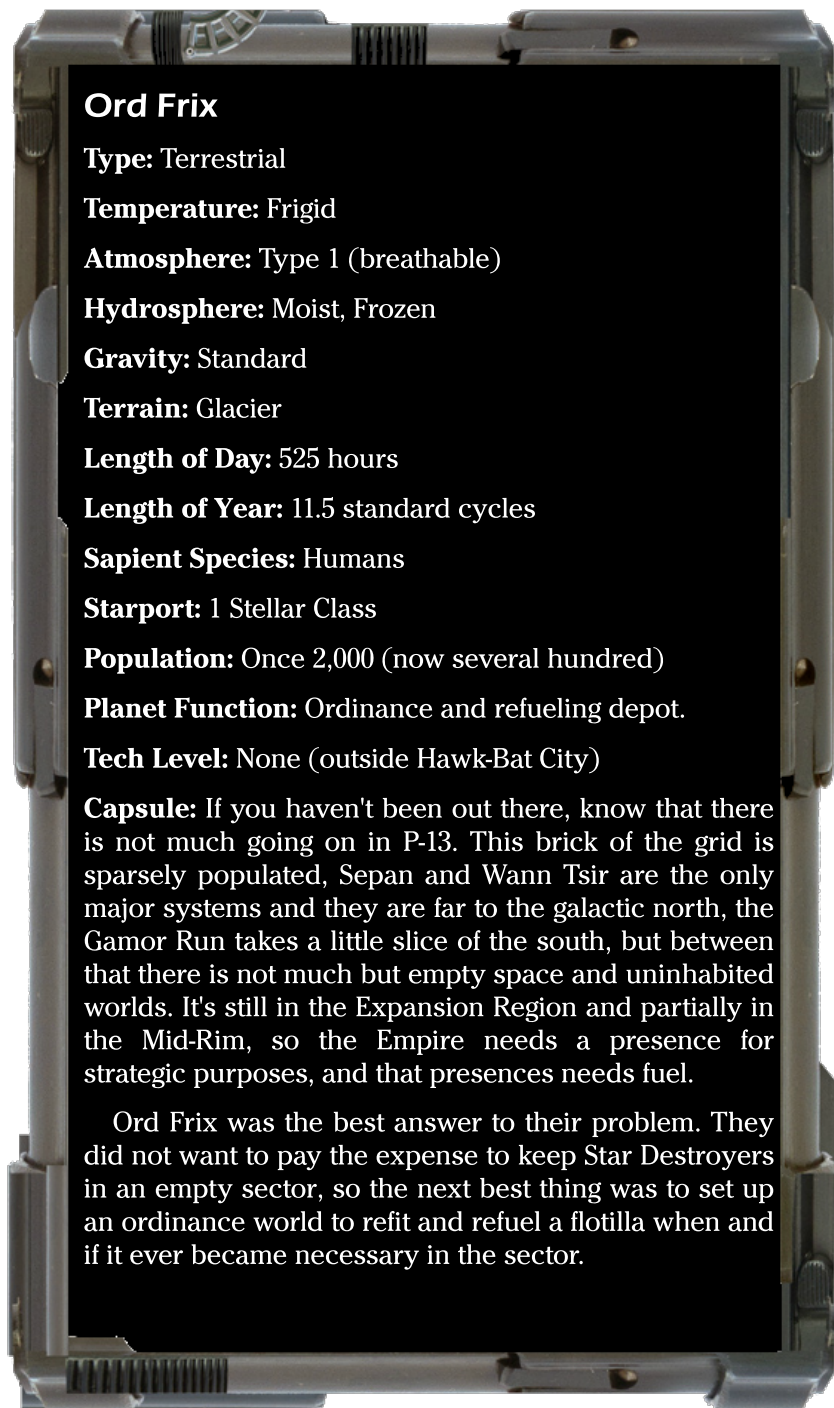 Ord Frix
Type: Terrestrial
Temperature: Frigid
Atmosphere: Type 1 (breathable)
Hydrosphere: Moist, Frozen
Gravity: Standard
Terrain: Glacier
Length of Day: 525 hours
Length of Year: 11.5 standard cycles
Sapient Species: Humans
Starport: 1 Stellar Class
Population: Once 2,000 (now several hundred)
Planet Function: Ordinance and refueling depot.
Tech Level: None (outside Hawk-Bat City)
Capsule: If you haven't been out there, know that there
is not much going on in P-13. This brick of the grid is
sparsely populated, Sepan and Wann Tsir are the only
major systems and they are far to the galactic north, the
Gamor Run takes a little slice of the south, but between
that there is not much but empty space and uninhabited
worlds. It's still in the Expansion Region and partially in
the Mid-Rim, so the Empire needs a presence for
strategic purposes, and that presences needs fuel.
Ord Frix was the best answer to their problem. They
did not want to pay the expense to keep Star Destroyers
in an empty sector, so the next best thing was to set up
an ordinance world to refit and refuel a flotilla when and
if it ever became necessary in the sector.